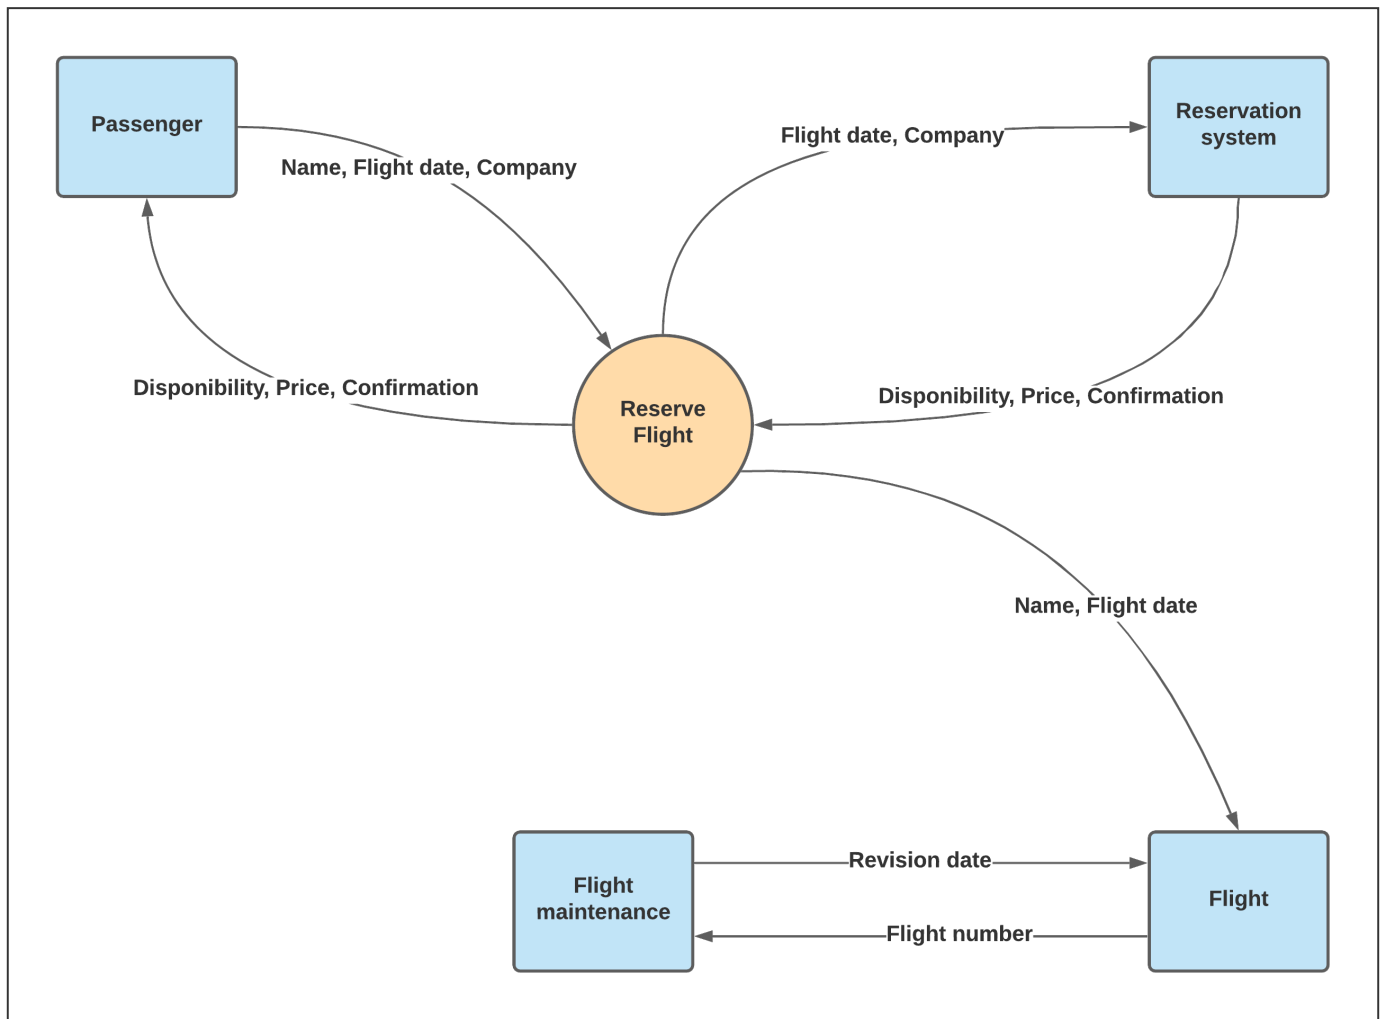 Passenger
Reservation
system
Name, Flight date, Company
Flight date, Company
Disponibility, Price, Confirmation
Disponibility, Price, Confirmation
Reserve
Flight
Name, Flight date
Flight
maintenance
Revision date
Flight number
Flight